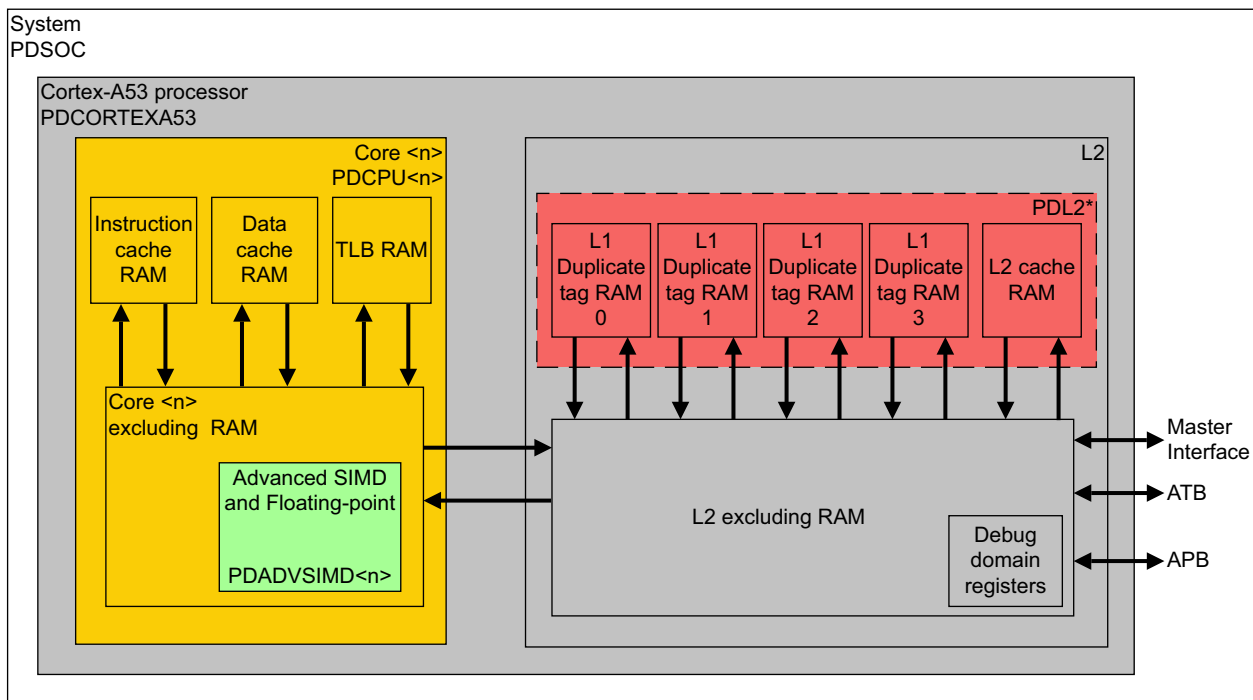 System
PDSOC
Cortex-A53 processor
PDCORTEXA53
Core <n>
PDCPU<n>
Instruction
cache
RAM
Data
cache
RAM
TLB RAM
Core <n>
excluding RAM
Advanced SIMD
and Floating-point
PDADVSIMD<n>
L2
PDL2*
L1
Duplicate
tag RAM
0
L1
Duplicate
tag RAM
1
L1
Duplicate
tag RAM
2
L1
Duplicate
tag RAM
3
L2 cache
RAM
L2 excluding RAM
Debug
domain
registers
Master
Interface
ATB
APB